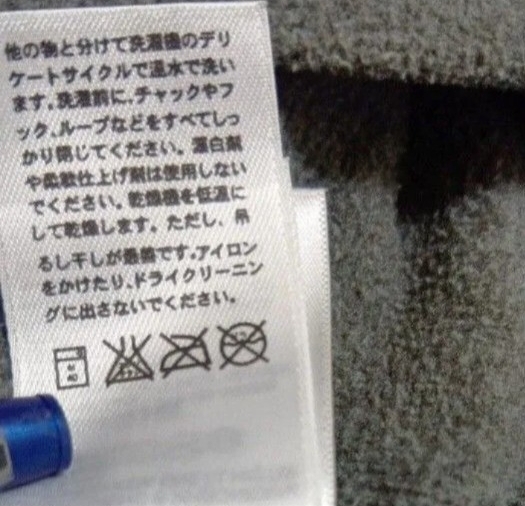 他の物と分けて洗濯機のデリ
ケートサイクルで温水で洗い
ます。洗濯前に、チャックやフ
ック、ループなどをすべてしっ
かり閉じてください。漂白剤
や柔軟仕上げ剤は使用しない
でください。乾燥機を低温に
して乾燥します。ただし、吊
るし干しが最善です。アイロン
をかけたり、ドライクリーニン
グに出さないでください。